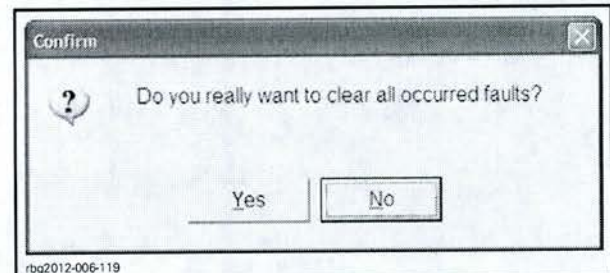 Confirm
Do you really want to clear all occurred faults?
Yes
No
rbg2012-006-119